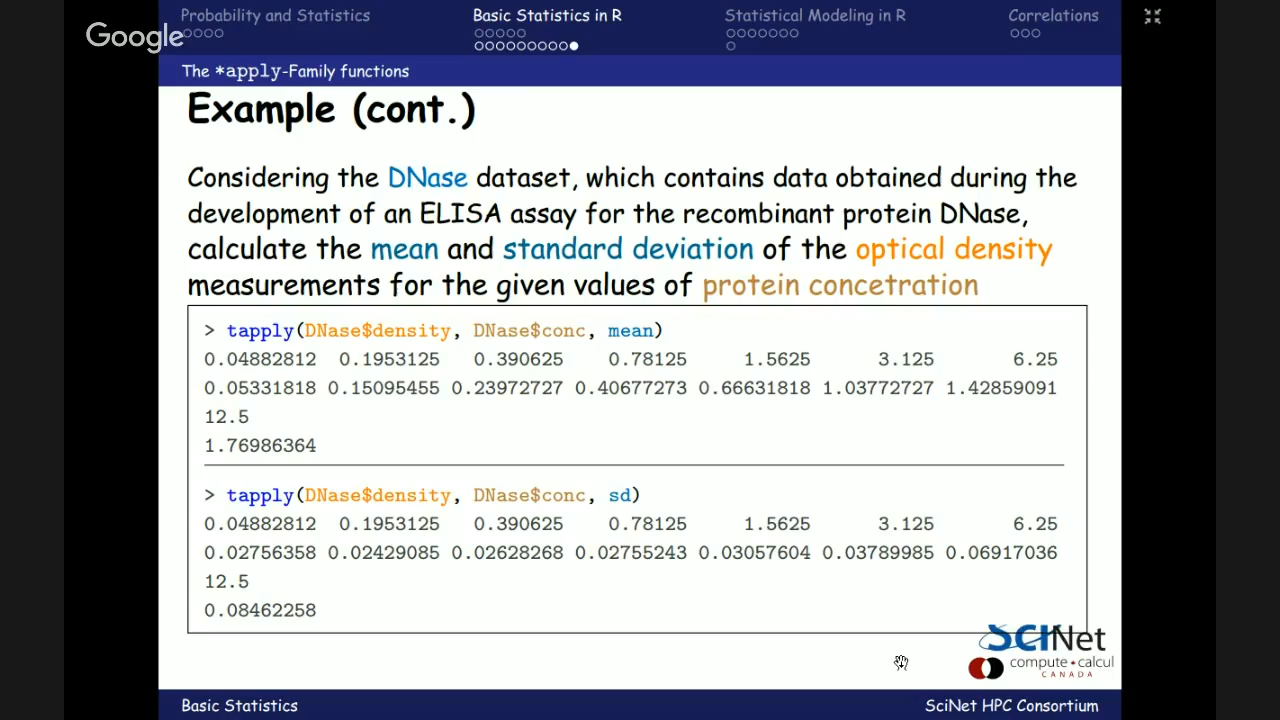 Probability and Statistics Basic Statistics in R Statistical Modeling in R Correlations
Google
The *apply-Family functions
Example (cont.)
Considering the DNase dataset, which contains data obtained during the
development of an ELISA assay for the recombinant protein DNase,
calculate the mean and standard deviation of the optical density
measurements for the given values of protein concetration
> tapply(DNase$density, DNase$conc, mean)
0.04882812 0.1953125 0.390625 0.78125 1.5625 3.125 6.25
0.05331818 0.15095455 0.23972727 0.40677273 0.66631818 1.03772727 1.42859091
12.5
1.76986364
> tapply(DNase$density, DNase$conc, sd)
0.04882812 0.1953125 0.390625 0.78125 1.5625 3.125 6.25
0.02756358 0.02429085 0.02628268 0.02755243 0.03057604 0.03789985 0.06917036
12.5
0.08462258
SCINet
compute • calcul
CANADA
Basic Statistics SciNet HPC Consortium